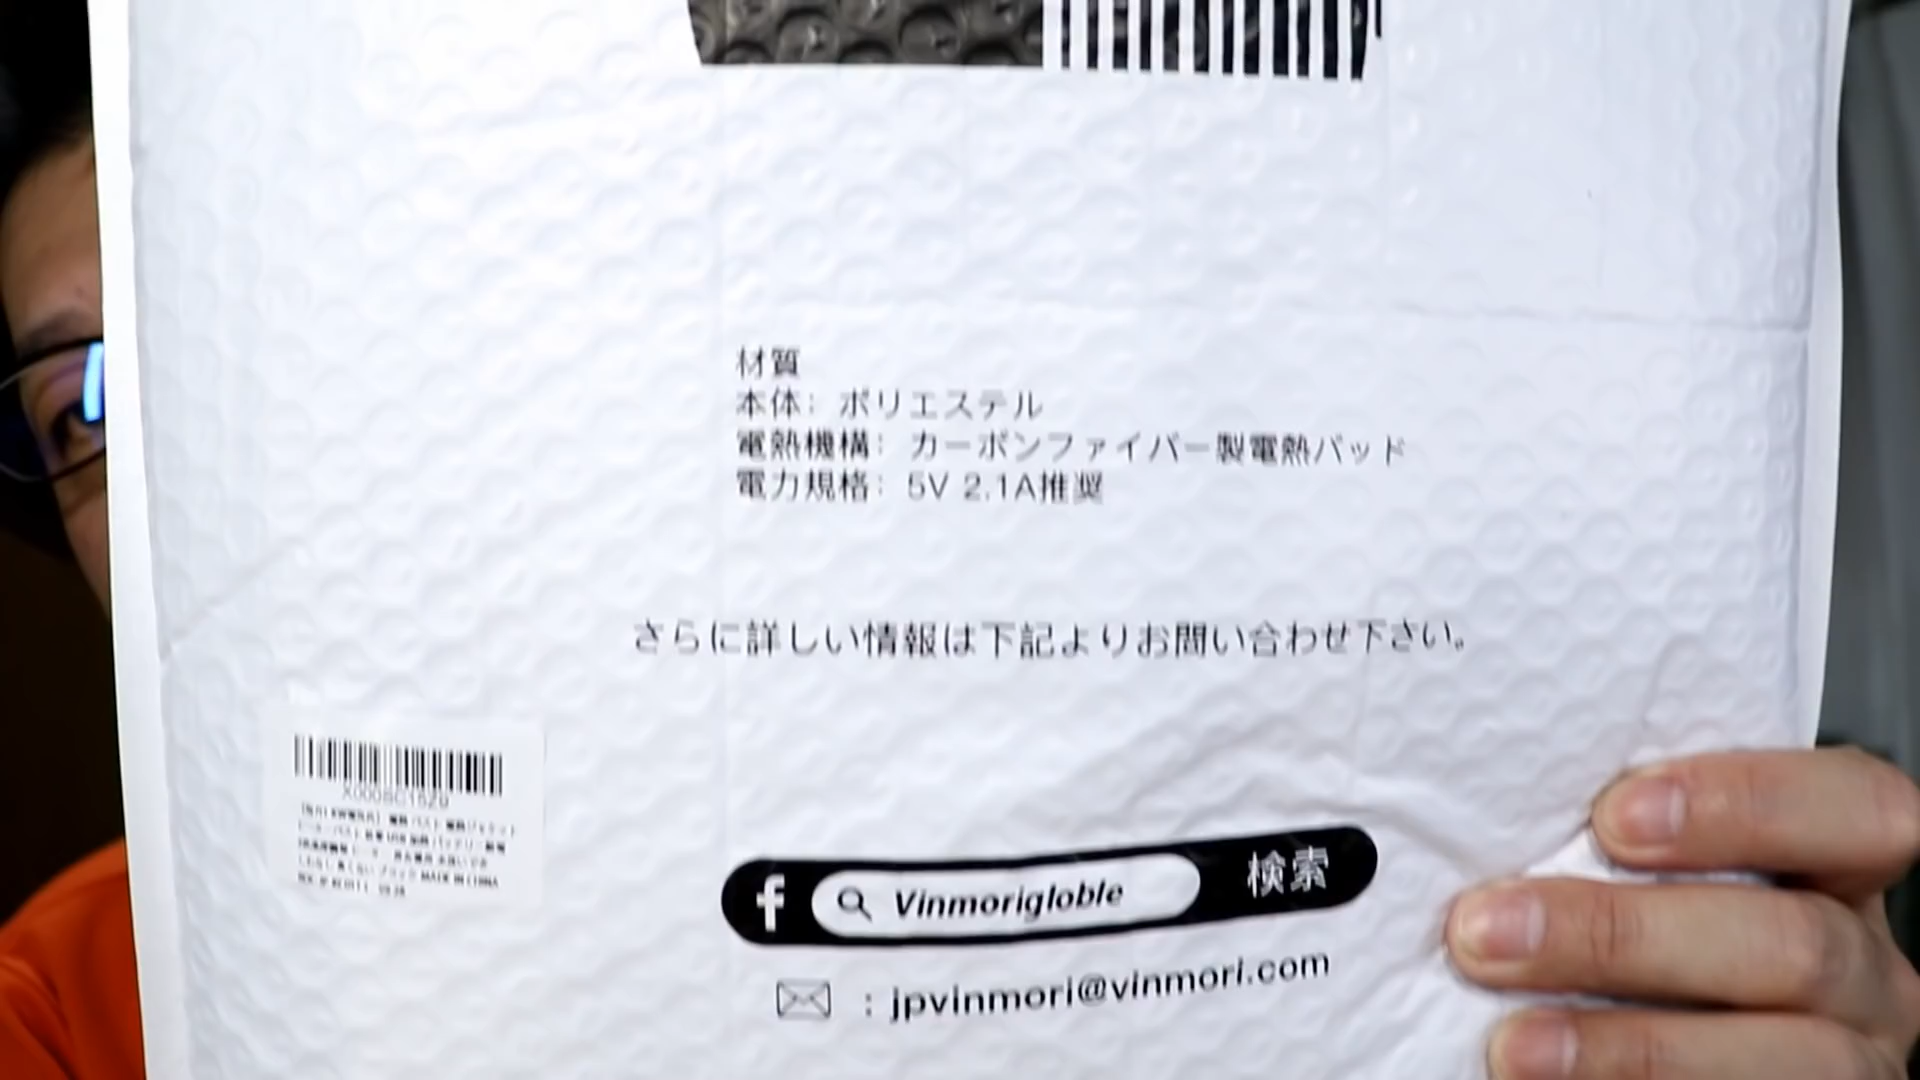 材質
本体: ポリエステル
電熱機構: カーボンファイバー製電熱パッド
電力規格: 5V 2.1A推奨
さらに詳しい情報は下記よりお問い合わせ下さい。
f Vinmorigloble 検索
: jpvinmori@vinmori.com
MADE IN CHINA